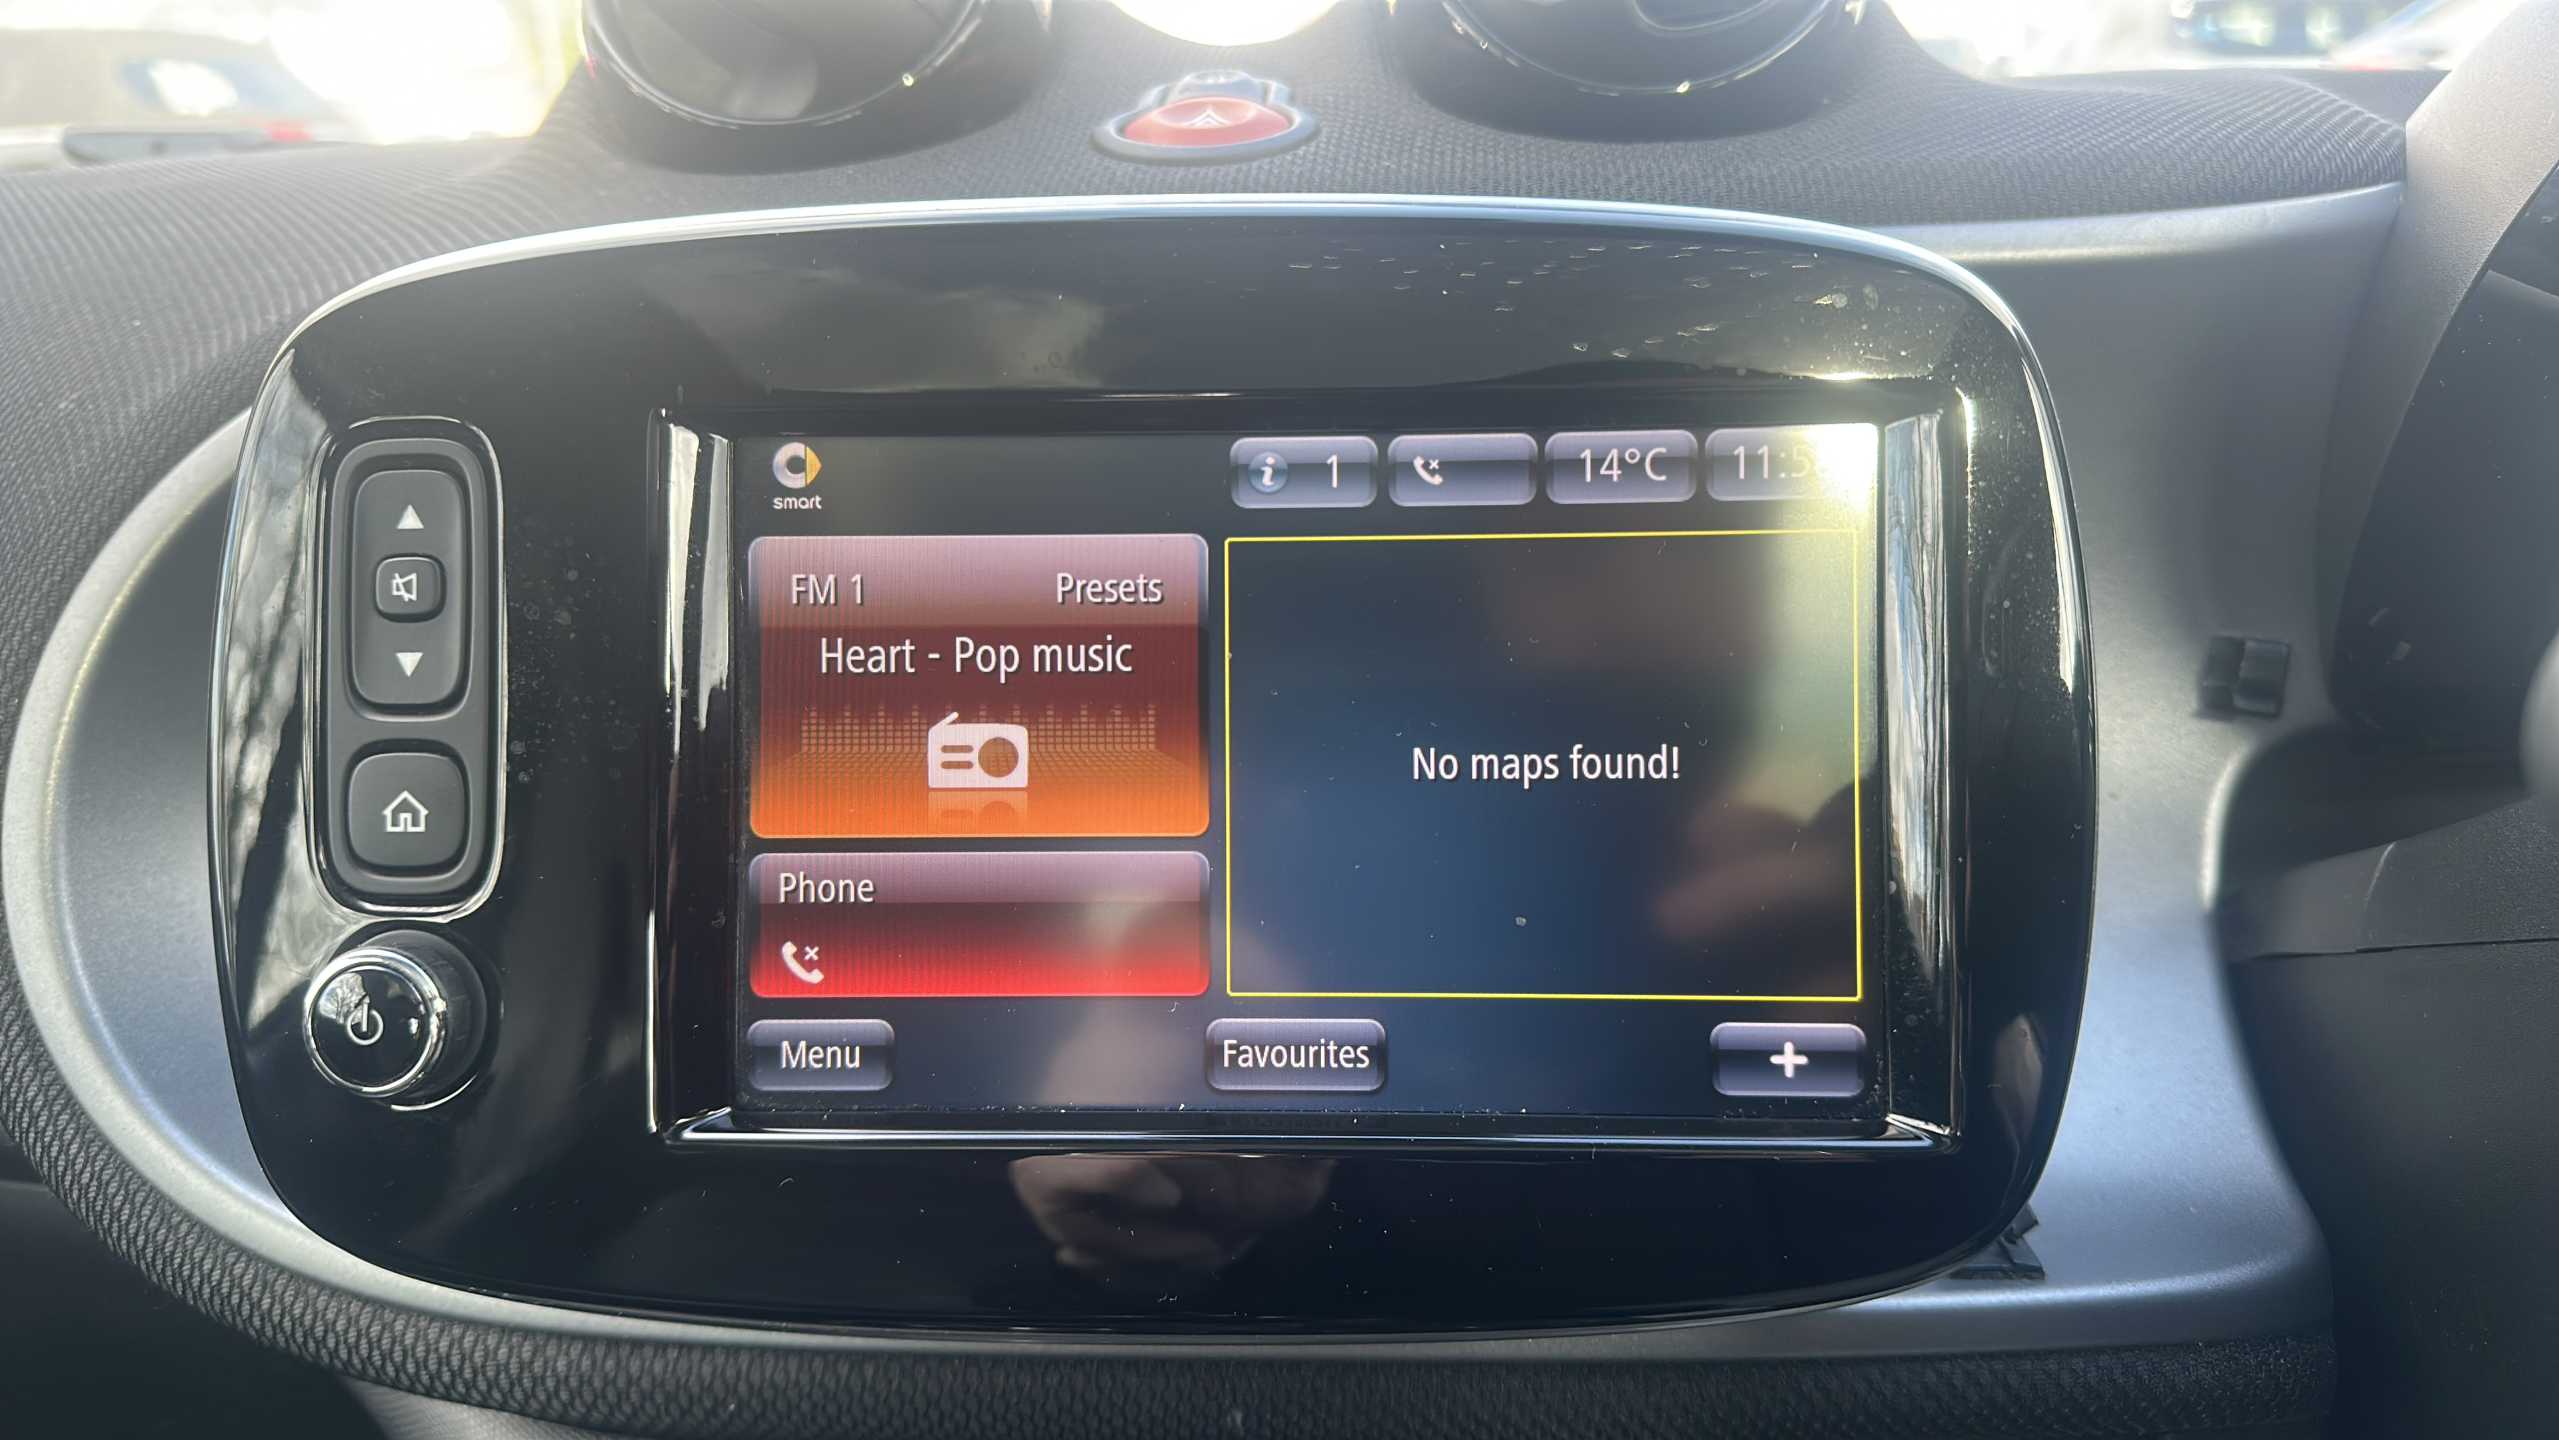 smart
1
14°C
FM 1
Presets
Heart - Pop music
Phone
No maps found!
Menu
Favourites
+